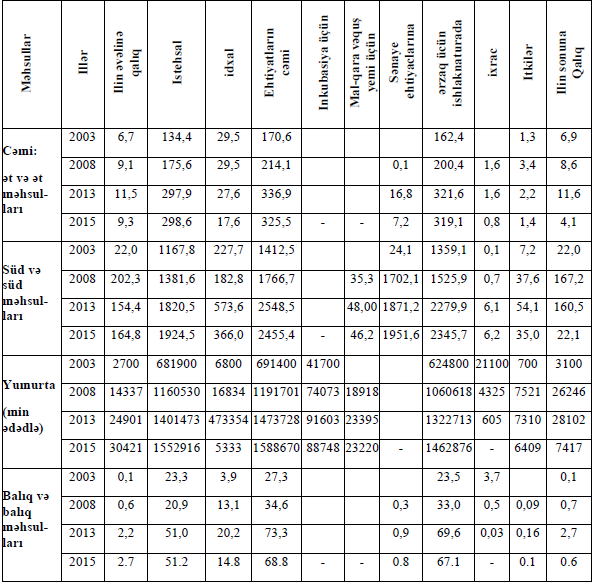 Məhsullar | Illər | Ilin əvəlinə qalıq | Istehsal | idxal | Ehtiyatların cəmi | Inkubasiya üçün | Mal-qara vəquş yemi üçün | Sənaye ehtiyaclarına | ərzaq üçün ishlaknaturada | ixrac | Itkilər | Ilin sonuna Qalıq
Cəmi: ət və ət məhsul-ları
2003 | 6,7 | 134,4 | 29,5 | 170,6 | | | | 162,4 | | 1,3 | 6,9
2008 | 9,1 | 175,6 | 29,5 | 214,1 | | | 0,1 | 200,4 | 1,6 | 3,4 | 8,6
2013 | 11,5 | 297,9 | 27,6 | 336,9 | | | 16,8 | 321,6 | 1,6 | 2,2 | 11,6
2015 | 9,3 | 298,6 | 17,6 | 325,5 | - | - | 7,2 | 319,1 | 0,8 | 1,4 | 4,1
Süd və süd məhsul-ları
2003 | 22,0 | 1167,8 | 227,7 | 1412,5 | | | 24,1 | 1359,1 | 0,1 | 7,2 | 22,0
2008 | 202,3 | 1381,6 | 182,8 | 1766,7 | | 35,3 | 1702,1 | 1525,9 | 0,7 | 37,6 | 167,2
2013 | 154,4 | 1820,5 | 573,6 | 2548,5 | | 48,00 | 1871,2 | 2279,9 | 6,1 | 54,1 | 160,5
2015 | 164,8 | 1924,5 | 366,0 | 2455,4 | - | 46,2 | 1951,6 | 2345,7 | 6,2 | 35,0 | 22,1
Yumurta (min ədədlə)
2003 | 2700 | 681900 | 6800 | 691400 | 41700 | | | 624800 | 21100 | 700 | 3100
2008 | 14337 | 1160530 | 16834 | 1191701 | 74073 | 18918 | | 1060618 | 4325 | 7521 | 26246
2013 | 24901 | 1401473 | 473354 | 1473728 | 91603 | 23395 | | 1322713 | 605 | 7310 | 28102
2015 | 30421 | 1552916 | 5333 | 1588670 | 88748 | 23220 | - | 1462876 | - | 6409 | 7417
Balıq və balıq məhsul-ları
2003 | 0,1 | 23,3 | 3,9 | 27,3 | | | | 23,5 | 3,7 | | 0,1
2008 | 0,6 | 20,9 | 13,1 | 34,6 | | | 0,3 | 33,0 | 0,5 | 0,09 | 0,7
2013 | 2,2 | 51,0 | 20,2 | 73,3 | | | 0,9 | 69,6 | 0,03 | 0,16 | 2,7
2015 | 2.7 | 51.2 | 14.8 | 68.8 | - | - | 0.8 | 67.1 | - | 0.1 | 0.6